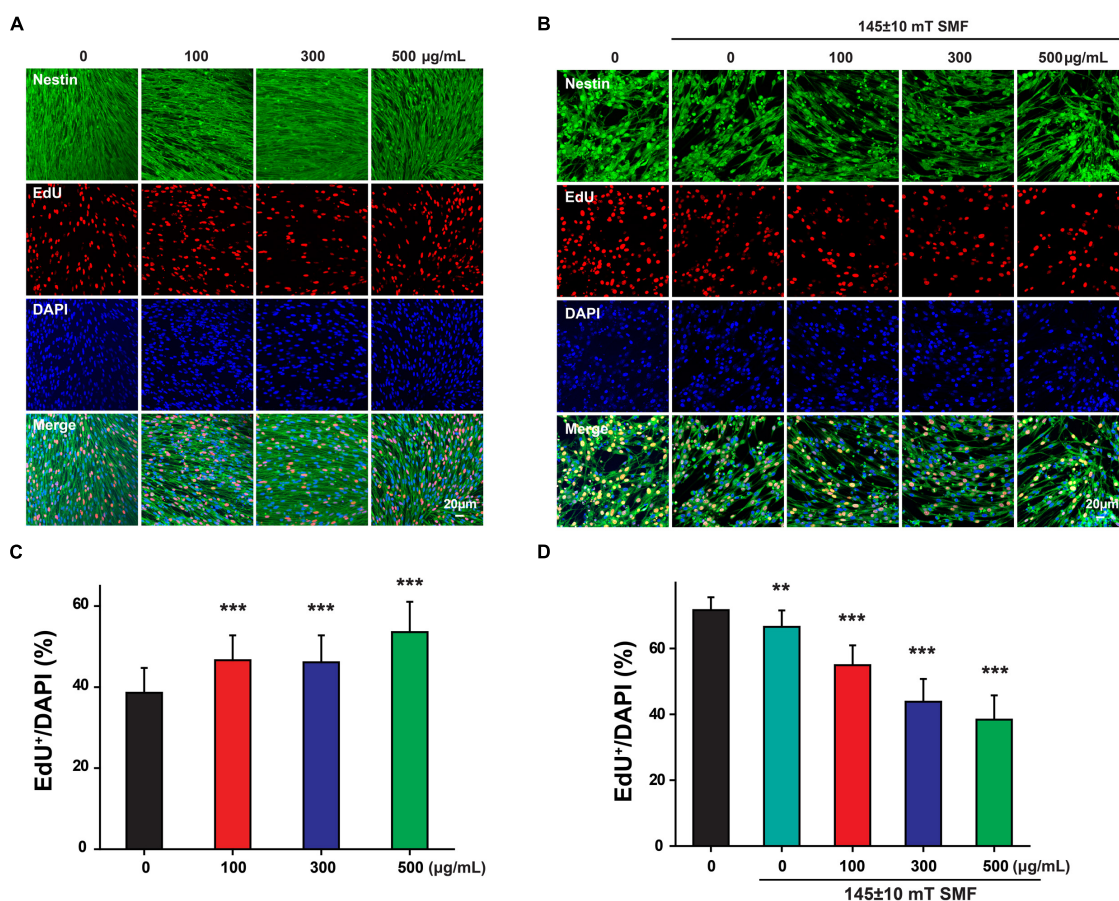 A
0 100 300 500 µg/mL
Nestin
EdU
DAPI
Merge
20µm
B
145±10 mT SMF
0 0 100 300 500µg/mL
Nestin
EdU
DAPI
Merge
20µm
C
EdU⁺/DAPI (%)
60
40
20
0
*** *** ***
0 100 300 500 (µg/mL)
D
EdU⁺/DAPI (%)
60
40
20
0
** *** *** ***
0 0 100 300 500 (µg/mL)
145±10 mT SMF